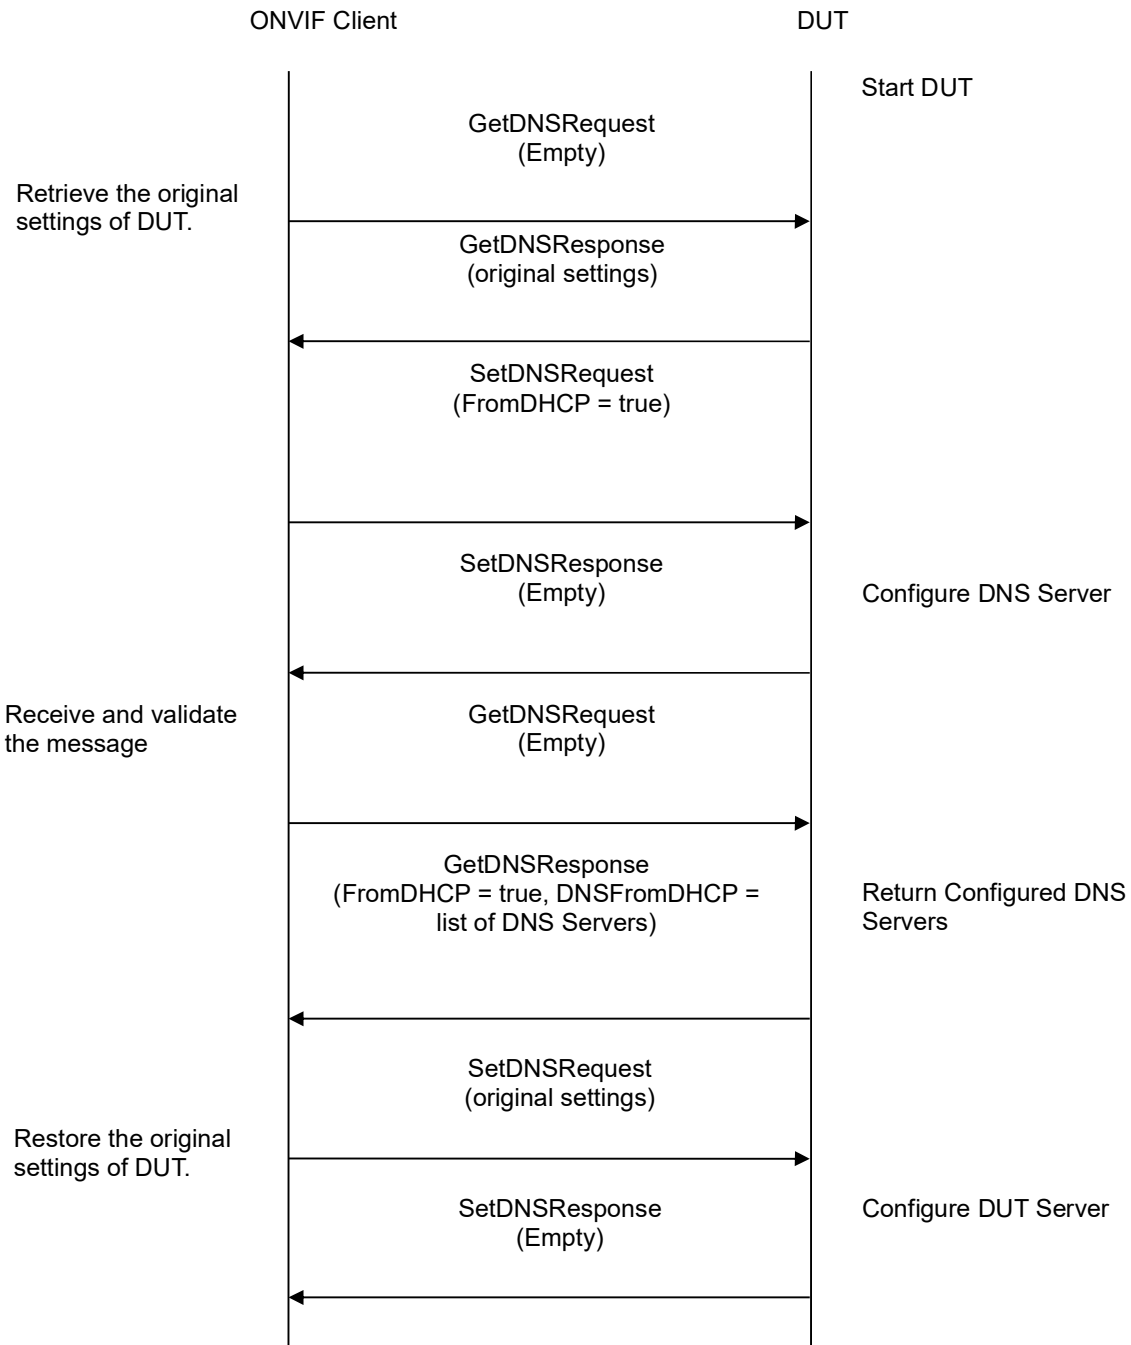 ONVIF Client
DUT
Start DUT
GetDNSRequest
(Empty)
Retrieve the original
settings of DUT.
GetDNSResponse
(original settings)
SetDNSRequest
(FromDHCP = true)
SetDNSResponse
(Empty)
Configure DNS Server
Receive and validate
the message
GetDNSRequest
(Empty)
GetDNSResponse
(FromDHCP = true, DNSFromDHCP =
list of DNS Servers)
Return Configured DNS
Servers
SetDNSRequest
(original settings)
Restore the original
settings of DUT.
SetDNSResponse
(Empty)
Configure DUT Server